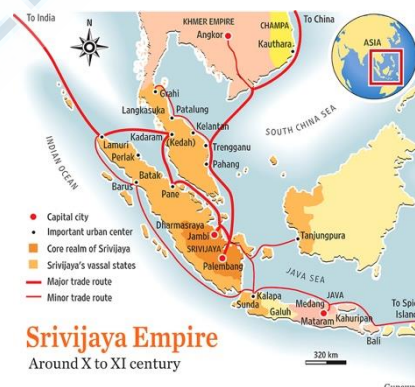 To India
N
KHMER EMPIRE
Angkor
CHAMPA
To China
Kauthara
ASIA
Grahi
Langkasuka
Patalung
Kelantan
Kadaram
(Kedah)
Trengganu
Pahang
SOUTH CHINA SEA
INDIAN OCEAN
Lamuri
Perlak
Batak
Barus
Pane
Dharmasraya
Jambi
SRIVIJAYA
Palembang
Tanjungpura
JAVA SEA
Kalapa
Sunda
Galuh
Medang
JAVA
Mataram
Kahuripan
Bali
To Spic
Island
Capital city
Important urban center
Core realm of Srivijaya
Srivijaya's vassal states
Major trade route
Minor trade route
Srivijaya Empire
Around X to XI century
320 km